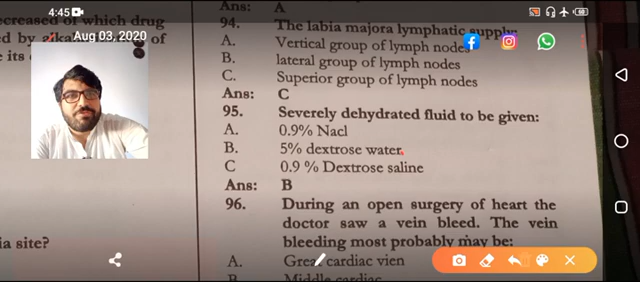 4:45
Aug 03, 2020
ecreased of which drug
of
e its
ia site?
Ans: A
94. The labia majora lymphatic supply:
A. Vertical group of lymph nodes
B. lateral group of lymph nodes
C. Superior group of lymph nodes
Ans: C
95. Severely dehydrated fluid to be given:
A. 0.9% Nacl
B. 5% dextrose water.
C 0.9 % Dextrose saline
Ans: B
96. During an open surgery of heart the
doctor saw a vein bleed. The vein
bleeding most probably may be:
A. Great cardiac vien
B Middle cardiac